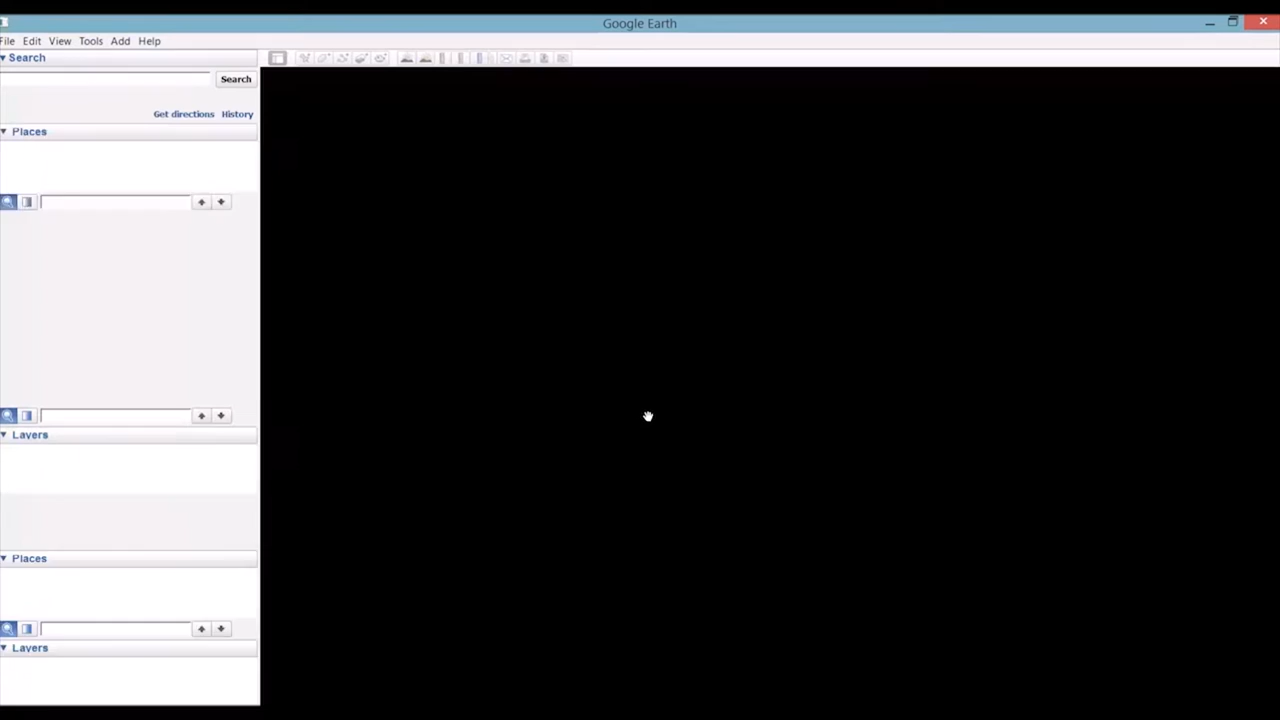 Google Earth
File Edit View Tools Add Help
Search
Search
Get directions History
Places
Layers
Places
Layers